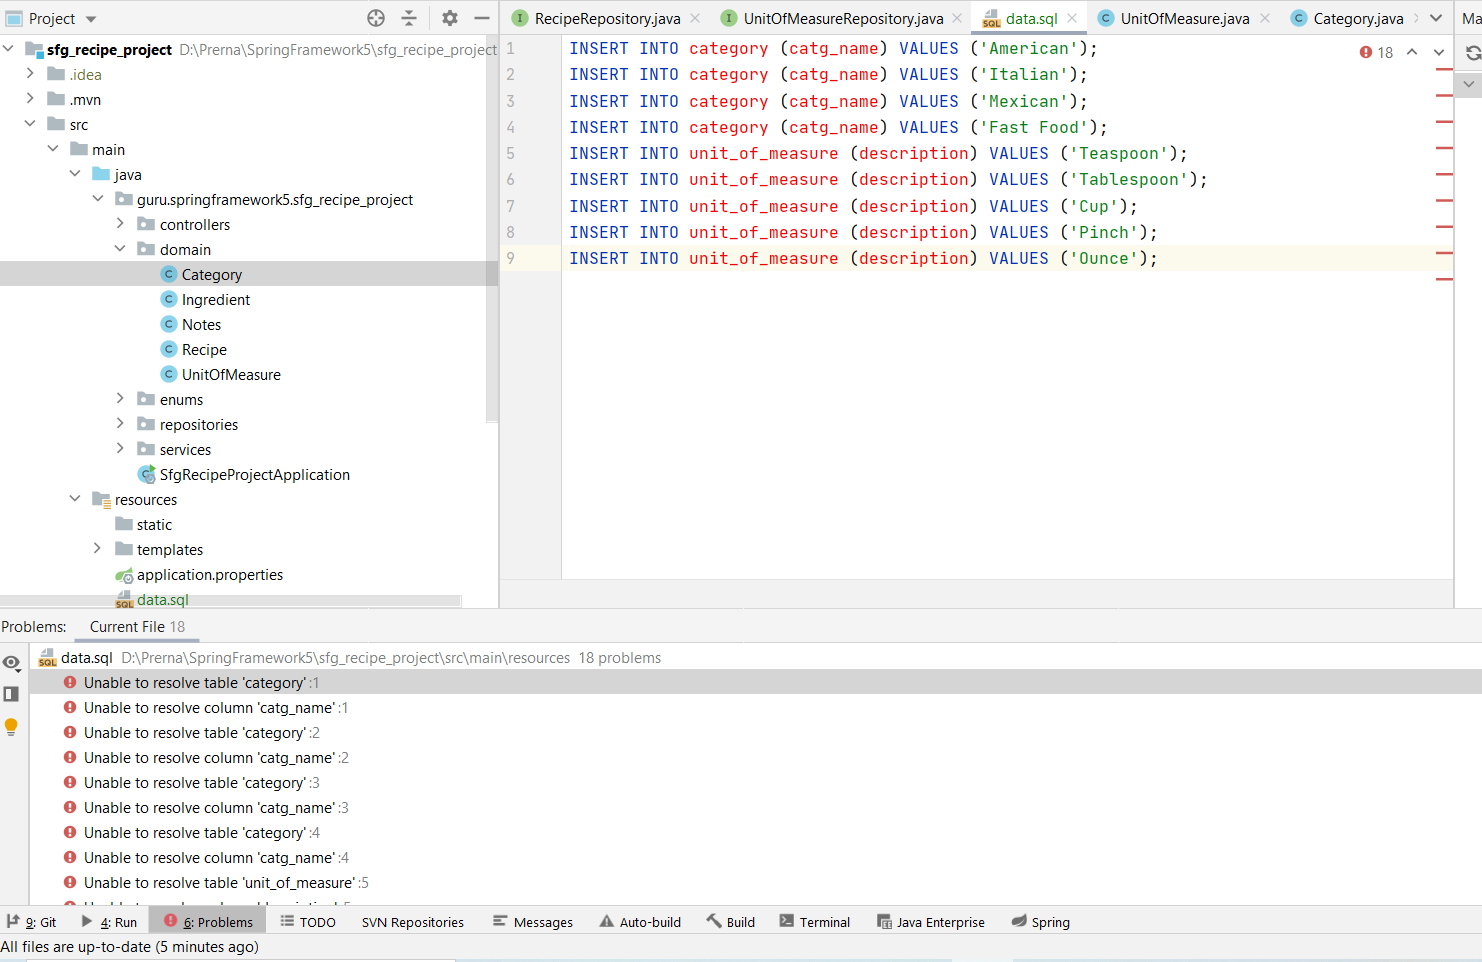 Project
RecipeRepository.java
UnitOfMeasureRepository.java
data.sql
UnitOfMeasure.java
Category.java
Ma
sfg_recipe_project D:\Prerna\SpringFramework5\sfg_recipe_project
.idea
.mvn
src
main
java
guru.springframework5.sfg_recipe_project
controllers
domain
Category
Ingredient
Notes
Recipe
UnitOfMeasure
enums
repositories
services
SfgRecipeProjectApplication
resources
static
templates
application.properties
data.sql
1 INSERT INTO category (catg_name) VALUES ('American');
2 INSERT INTO category (catg_name) VALUES ('Italian');
3 INSERT INTO category (catg_name) VALUES ('Mexican');
4 INSERT INTO category (catg_name) VALUES ('Fast Food');
5 INSERT INTO unit_of_measure (description) VALUES ('Teaspoon');
6 INSERT INTO unit_of_measure (description) VALUES ('Tablespoon');
7 INSERT INTO unit_of_measure (description) VALUES ('Cup');
8 INSERT INTO unit_of_measure (description) VALUES ('Pinch');
9 INSERT INTO unit_of_measure (description) VALUES ('Ounce');
18
Problems: Current File 18
data.sql D:\Prerna\SpringFramework5\sfg_recipe_project\src\main\resources 18 problems
Unable to resolve table 'category' :1
Unable to resolve column 'catg_name' :1
Unable to resolve table 'category' :2
Unable to resolve column 'catg_name' :2
Unable to resolve table 'category' :3
Unable to resolve column 'catg_name' :3
Unable to resolve table 'category' :4
Unable to resolve column 'catg_name' :4
Unable to resolve table 'unit_of_measure' :5
9: Git
4: Run
6: Problems
TODO
SVN Repositories
Messages
Auto-build
Build
Terminal
Java Enterprise
Spring
All files are up-to-date (5 minutes ago)